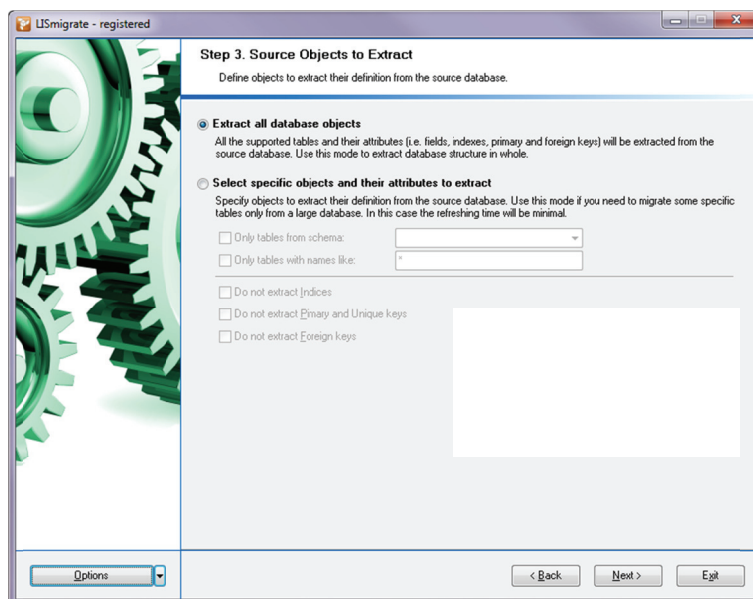 LISmigrate - registered
Step 3. Source Objects to Extract
Define objects to extract their definition from the source database.
Extract all database objects
All the supported tables and their attributes (i.e. fields, indexes, primary and foreign keys) will be extracted from the
source database. Use this mode to extract database structure in whole.
Select specific objects and their attributes to extract
Specify objects to extract their definition from the source database. Use this mode if you need to migrate some specific
tables only from a large database. In this case the refreshing time will be minimal.
Only tables from schema:
Only tables with names like: *
Do not extract Indices
Do not extract Pimary and Unique keys
Do not extract Foreign keys
Options < Back Next > Exit